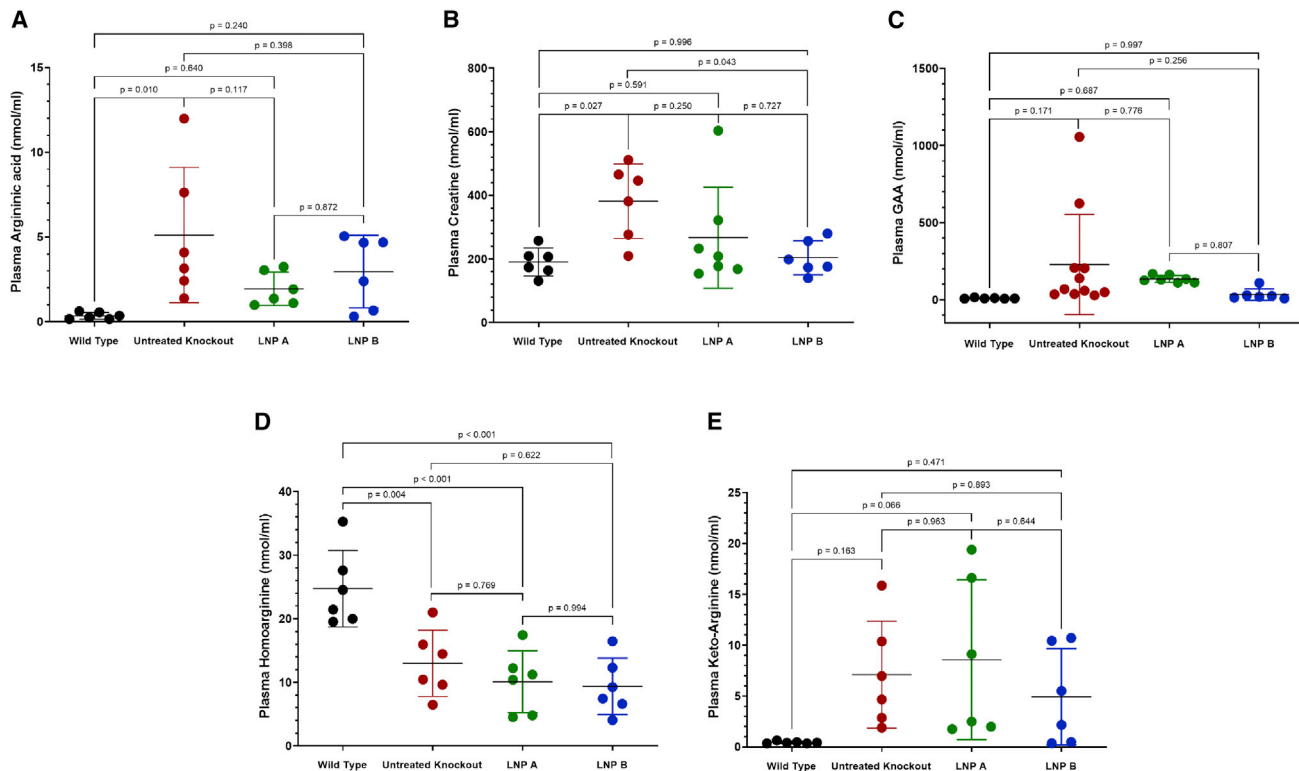 A
p = 0.240
p = 0.398
p = 0.640
p = 0.010
p = 0.117
p = 0.872
Plasma Argininic acid (nmol/ml)
15
10
5
0
Wild Type
Untreated Knockout
LNP A
LNP B
B
p = 0.996
p = 0.043
p = 0.591
p = 0.027
p = 0.250
p = 0.727
Plasma Creatine (nmol/ml)
800
600
400
200
0
Wild Type
Untreated Knockout
LNP A
LNP B
C
p = 0.997
p = 0.256
p = 0.687
p = 0.171
p = 0.776
p = 0.807
Plasma GAA (nmol/ml)
1500
1000
500
0
Wild Type
Untreated Knockout
LNP A
LNP B
D
p < 0.001
p = 0.622
p < 0.001
p = 0.004
p = 0.769
p = 0.994
Plasma Homoarginine (nmol/ml)
40
30
20
10
0
Wild Type
Untreated Knockout
LNP A
LNP B
E
p = 0.471
p = 0.893
p = 0.066
p = 0.963
p = 0.644
p = 0.163
Plasma Keto-Arginine (nmol/ml)
25
20
15
10
5
0
Wild Type
Untreated Knockout
LNP A
LNP B